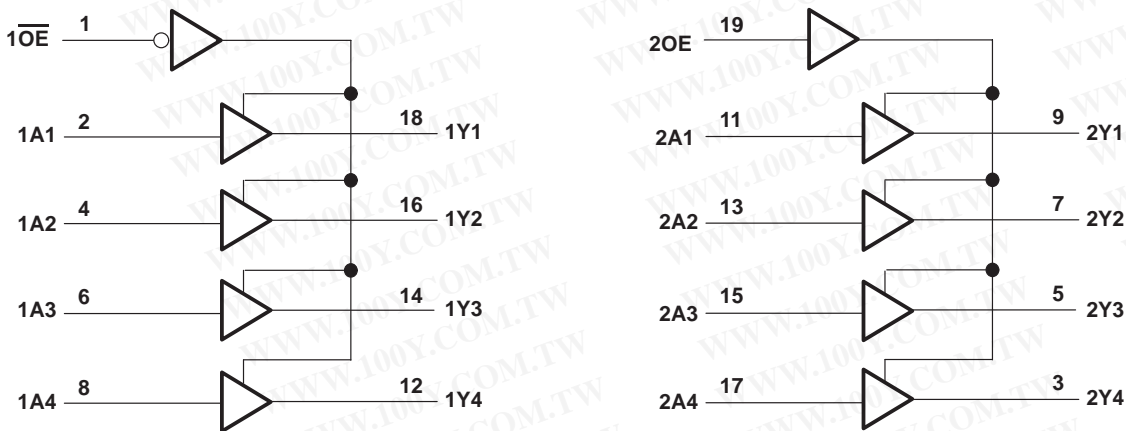 1O̅E̅ 1
1A1 2 18 1Y1
1A2 4 16 1Y2
1A3 6 14 1Y3
1A4 8 12 1Y4
2OE 19
2A1 11 9 2Y1
2A2 13 7 2Y2
2A3 15 5 2Y3
2A4 17 3 2Y4
WWW.100Y.COM.TW